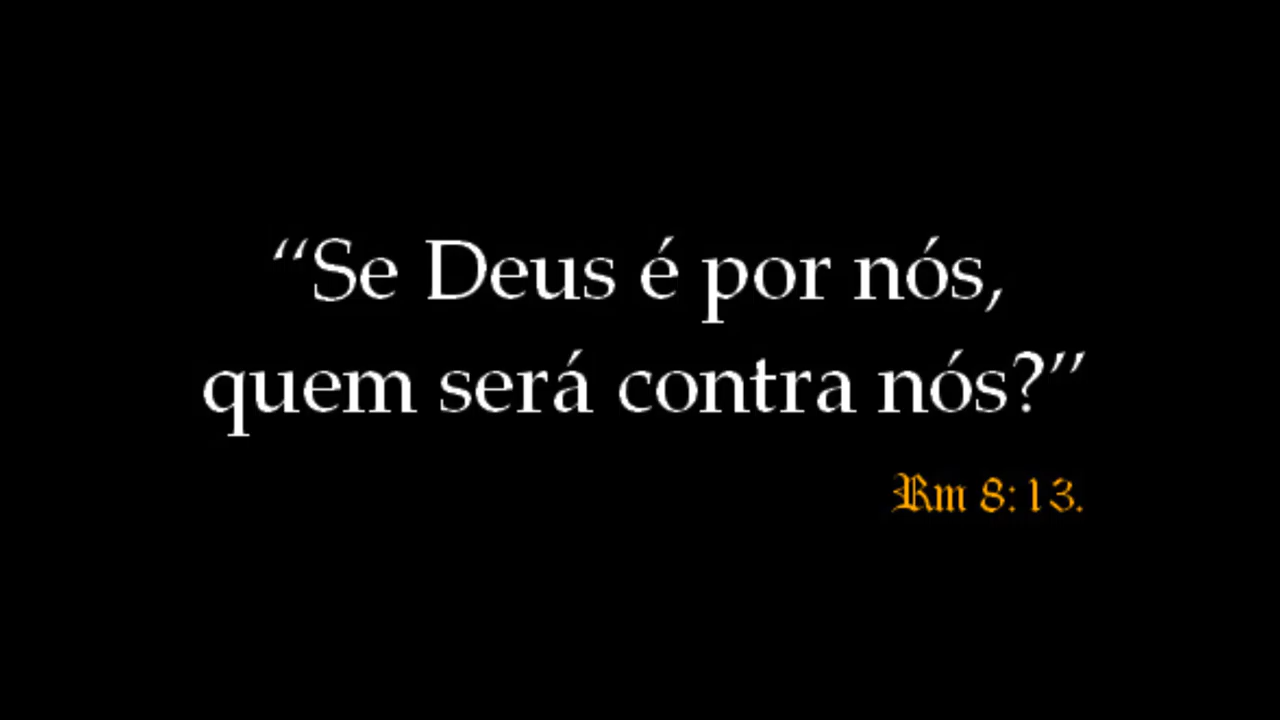 “Se Deus é por nós,
quem será contra nós?”
Rm 8:13.